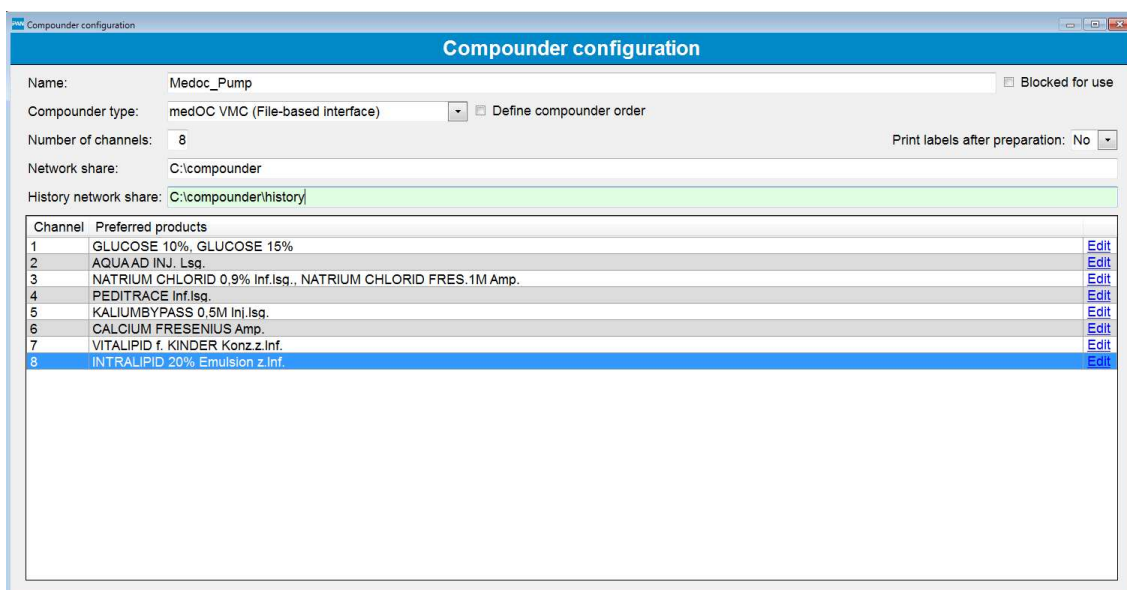 PAN Compounder configuration
Compounder configuration
Name: Medoc_Pump Blocked for use
Compounder type: medOC VMC (File-based interface) Define compounder order
Number of channels: 8 Print labels after preparation: No
Network share: C:\compounder
History network share: C:\compounder\history
Channel Preferred products
1 GLUCOSE 10%, GLUCOSE 15% Edit
2 AQUA AD INJ. Lsg. Edit
3 NATRIUM CHLORID 0,9% Inf.lsg., NATRIUM CHLORID FRES.1M Amp. Edit
4 PEDITRACE Inf.lsg. Edit
5 KALIUMBYPASS 0,5M Inj.lsg. Edit
6 CALCIUM FRESENIUS Amp. Edit
7 VITALIPID f. KINDER Konz.z.Inf. Edit
8 INTRALIPID 20% Emulsion z.Inf. Edit